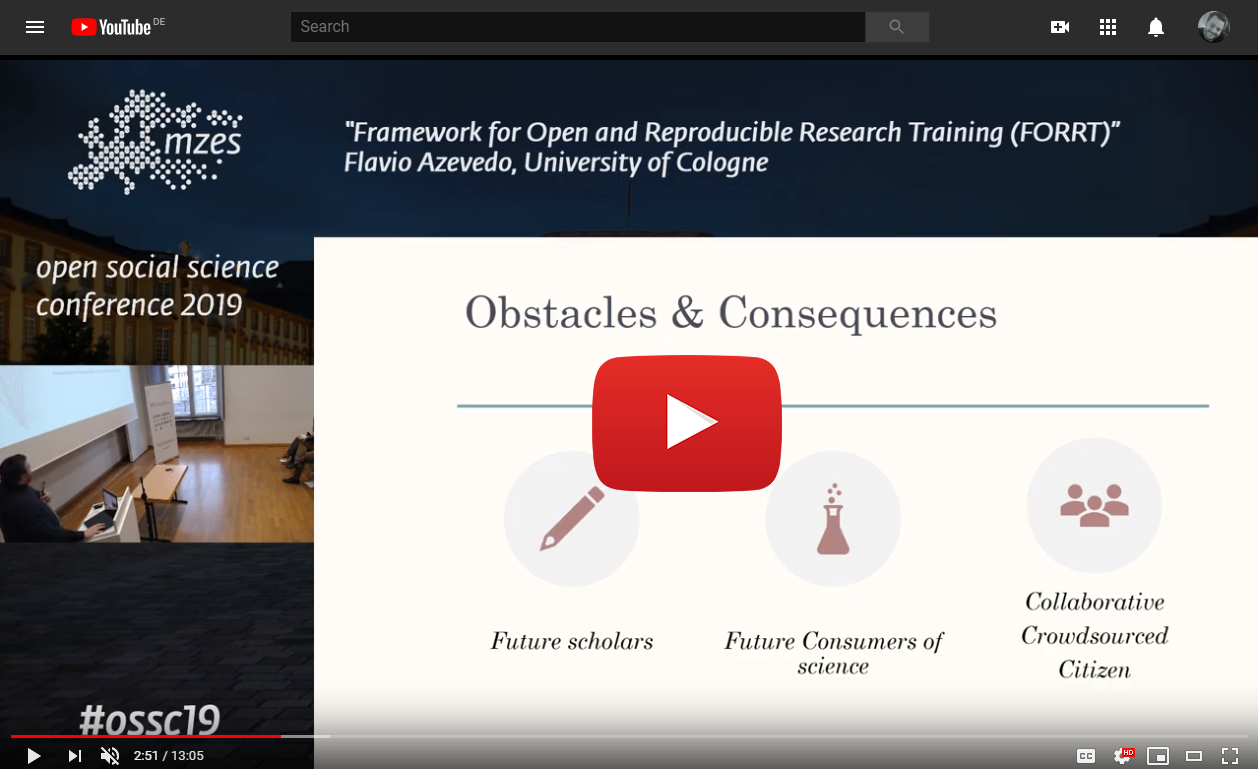 YouTube DE
Search
mzes
"Framework for Open and Reproducible Research Training (FORRT)"
Flavio Azevedo, University of Cologne
open social science
conference 2019
Obstacles & Consequences
Future scholars
Future Consumers of
science
Collaborative
Crowdsourced
Citizen
#ossc19
2:51 / 13:05
CC
HD